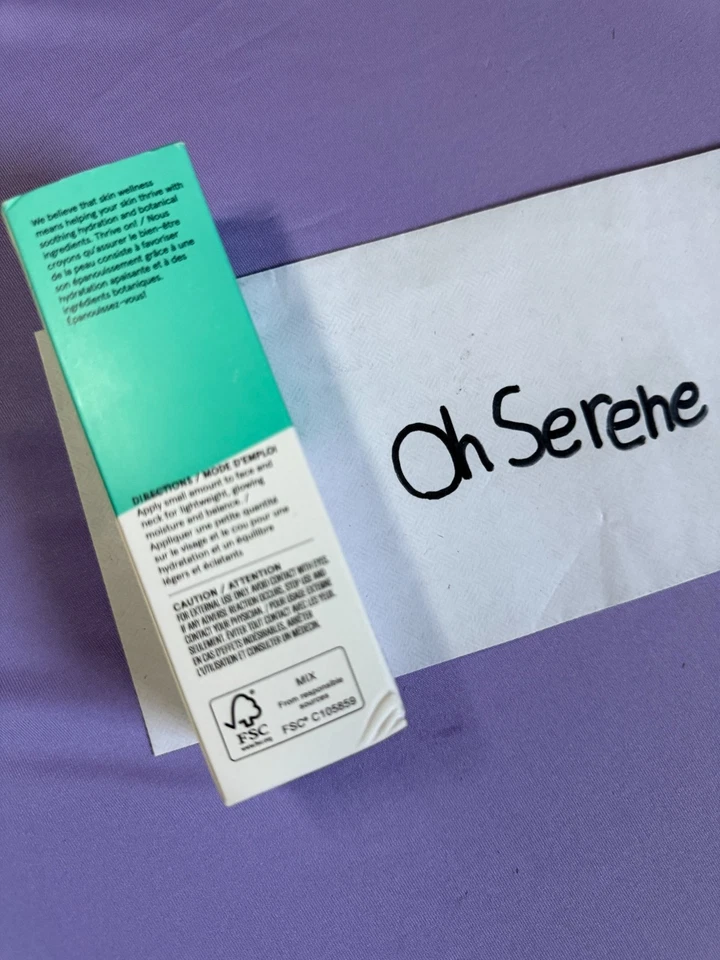 We believe that skin wellness
means helping your skin thrive with
soothing hydration and botanical
ingredients. Thrive on! / Nous
croyons qu'assurer le bien-être
de la peau consiste à favoriser
son épanouissement grâce à une
hydratation apaisante et à des
ingrédients botaniques.
Épanouissez-vous!
DIRECTIONS / MODE D'EMPLOI
Apply small amount to face and
neck for lightweight, glowing
moisture and balance. /
Appliquer une petite quantité
sur le visage et le cou pour une
hydratation et un équilibre
légers et éclatants
CAUTION / ATTENTION
FOR EXTERNAL USE ONLY. AVOID CONTACT WITH EYES.
IF ANY ADVERSE REACTION OCCURS, STOP USE AND
CONTACT YOUR PHYSICIAN. / POUR USAGE EXTERNE
SEULEMENT. ÉVITER TOUT CONTACT AVEC LES YEUX.
EN CAS D'EFFETS INDÉSIRABLES, ARRÊTER
L'UTILISATION ET CONSULTER UN MÉDECIN.
FSC®
www.fsc.org
MIX
From responsible
sources
FSC® C105859
Oh Serehe